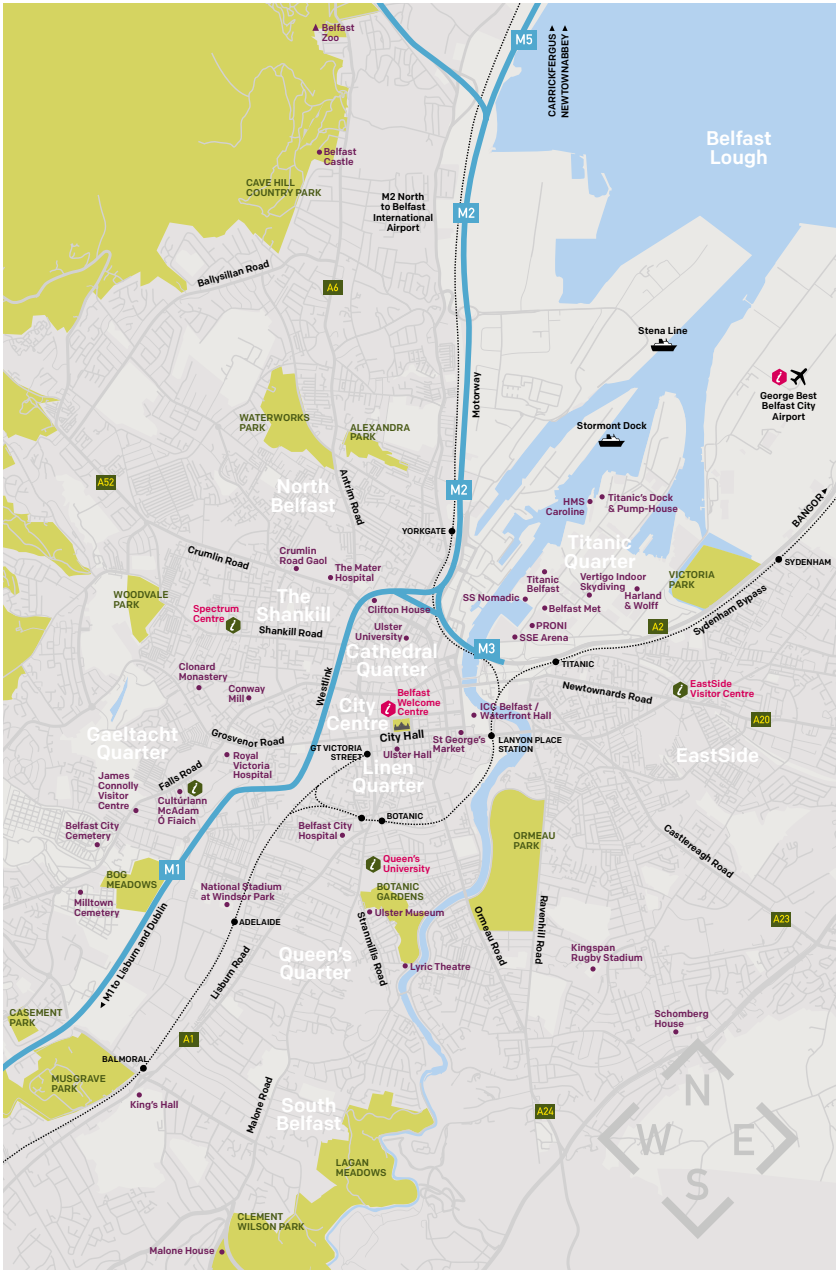 Belfast
Zoo
M5
CARRICKFERGUS
NEWTOWNABBEY
Belfast
Lough
Belfast
Castle
CAVE HILL
COUNTRY PARK
M2 North
to Belfast
International
Airport
M2
Ballysillan Road
A6
Stena Line
George Best
Belfast City
Airport
Motorway
WATERWORKS
PARK
ALEXANDRA
PARK
Stormont Dock
A52
North
Belfast
Antrim Road
M2
HMS
Caroline
Titanic's Dock
& Pump-House
BANGOR
YORKGATE
Titanic
Quarter
Crumlin Road
Crumlin
Road Gaol
The Mater
Hospital
SYDENHAM
VICTORIA
PARK
Titanic
Belfast
Vertigo Indoor
Skydiving
Harland
& Wolff
WOODVALE
PARK
The
Shankill
Clifton House
SS Nomadic
Belfast Met
Sydenham Bypass
Spectrum
Centre
Shankill Road
Ulster
University
PRONI
SSE Arena
A2
Cathedral
Quarter
M3
TITANIC
Clonard
Monastery
Conway
Mill
Westlink
Newtownards Road
EastSide
Visitor Centre
City
Centre
Belfast
Welcome
Centre
ICC Belfast /
Waterfront Hall
A20
Gaeltacht
Quarter
Grosvenor Road
City Hall
St George's
Market
LANYON PLACE
STATION
GT VICTORIA
STREET
Ulster Hall
EastSide
Royal
Victoria
Hospital
Linen
Quarter
Falls Road
James
Connolly
Visitor
Centre
Cultúrlann
McAdam
Ó Fiaich
Belfast City
Cemetery
Belfast City
Hospital
BOTANIC
ORMEAU
PARK
Castlereagh Road
M1
BOG
MEADOWS
Queen's
University
Milltown
Cemetery
National Stadium
at Windsor Park
BOTANIC
GARDENS
Ulster Museum
ADELAIDE
A23
M1 to Lisburn and Dublin
Lisburn Road
Queen's
Quarter
Stranmillis Road
Ormeau Road
Ravenhill Road
Kingspan
Rugby Stadium
Lyric Theatre
CASEMENT
PARK
Schomberg
House
A1
BALMORAL
MUSGRAVE
PARK
King's Hall
Malone Road
South
Belfast
A24
N
W
E
S
LAGAN
MEADOWS
CLEMENT
WILSON PARK
Malone House